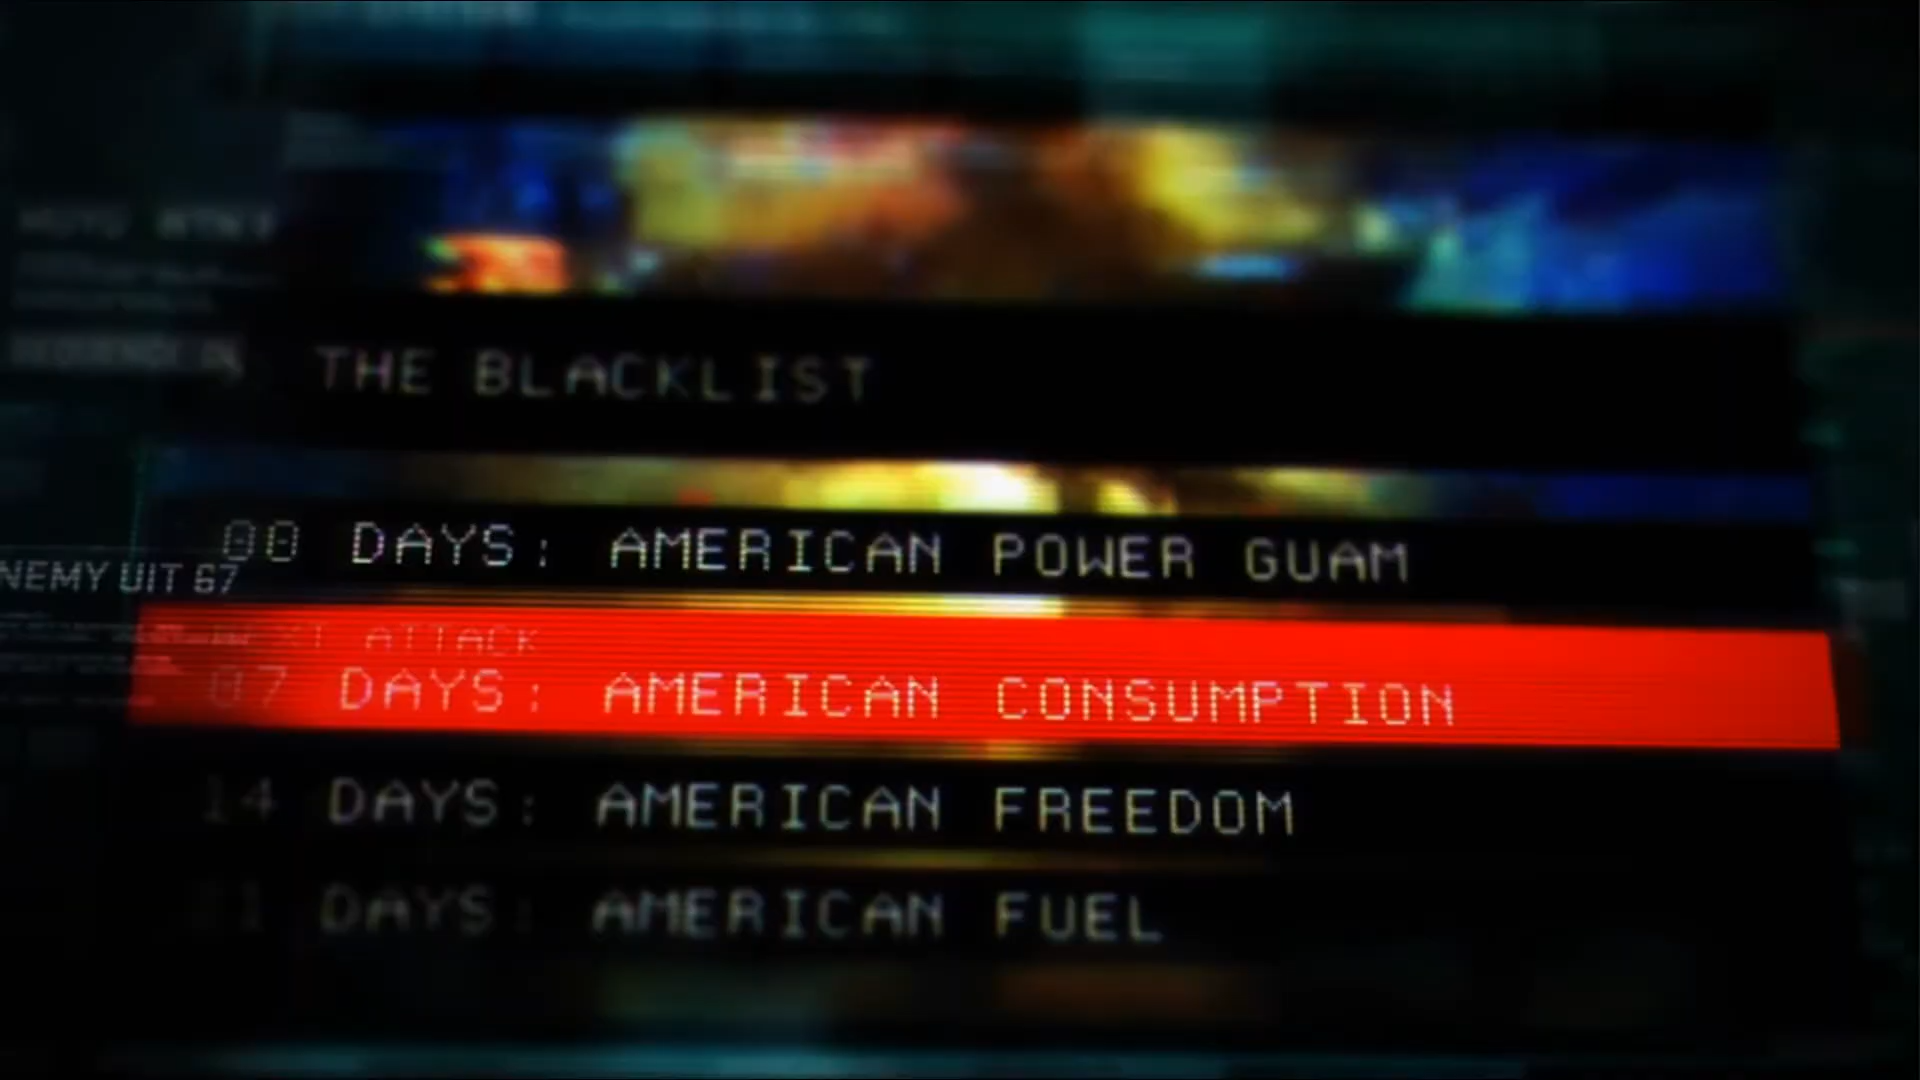 THE BLACKLIST
00 DAYS: AMERICAN POWER GUAM
NEMY UIT 67
ATTACK
07 DAYS: AMERICAN CONSUMPTION
14 DAYS: AMERICAN FREEDOM
DAYS: AMERICAN FUEL